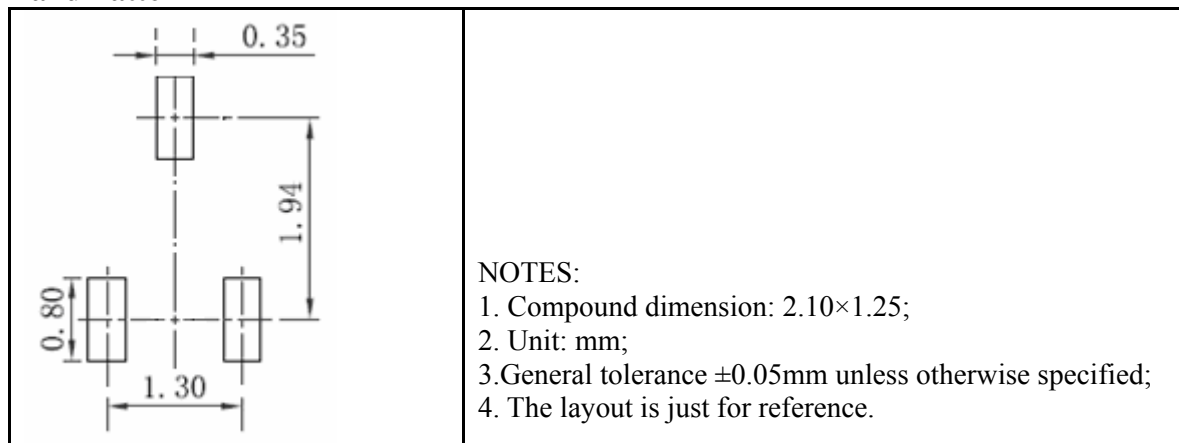 0. 35
1. 94
0. 80
1. 30
NOTES:
1. Compound dimension: 2.10×1.25;
2. Unit: mm;
3.General tolerance ±0.05mm unless otherwise specified;
4. The layout is just for reference.